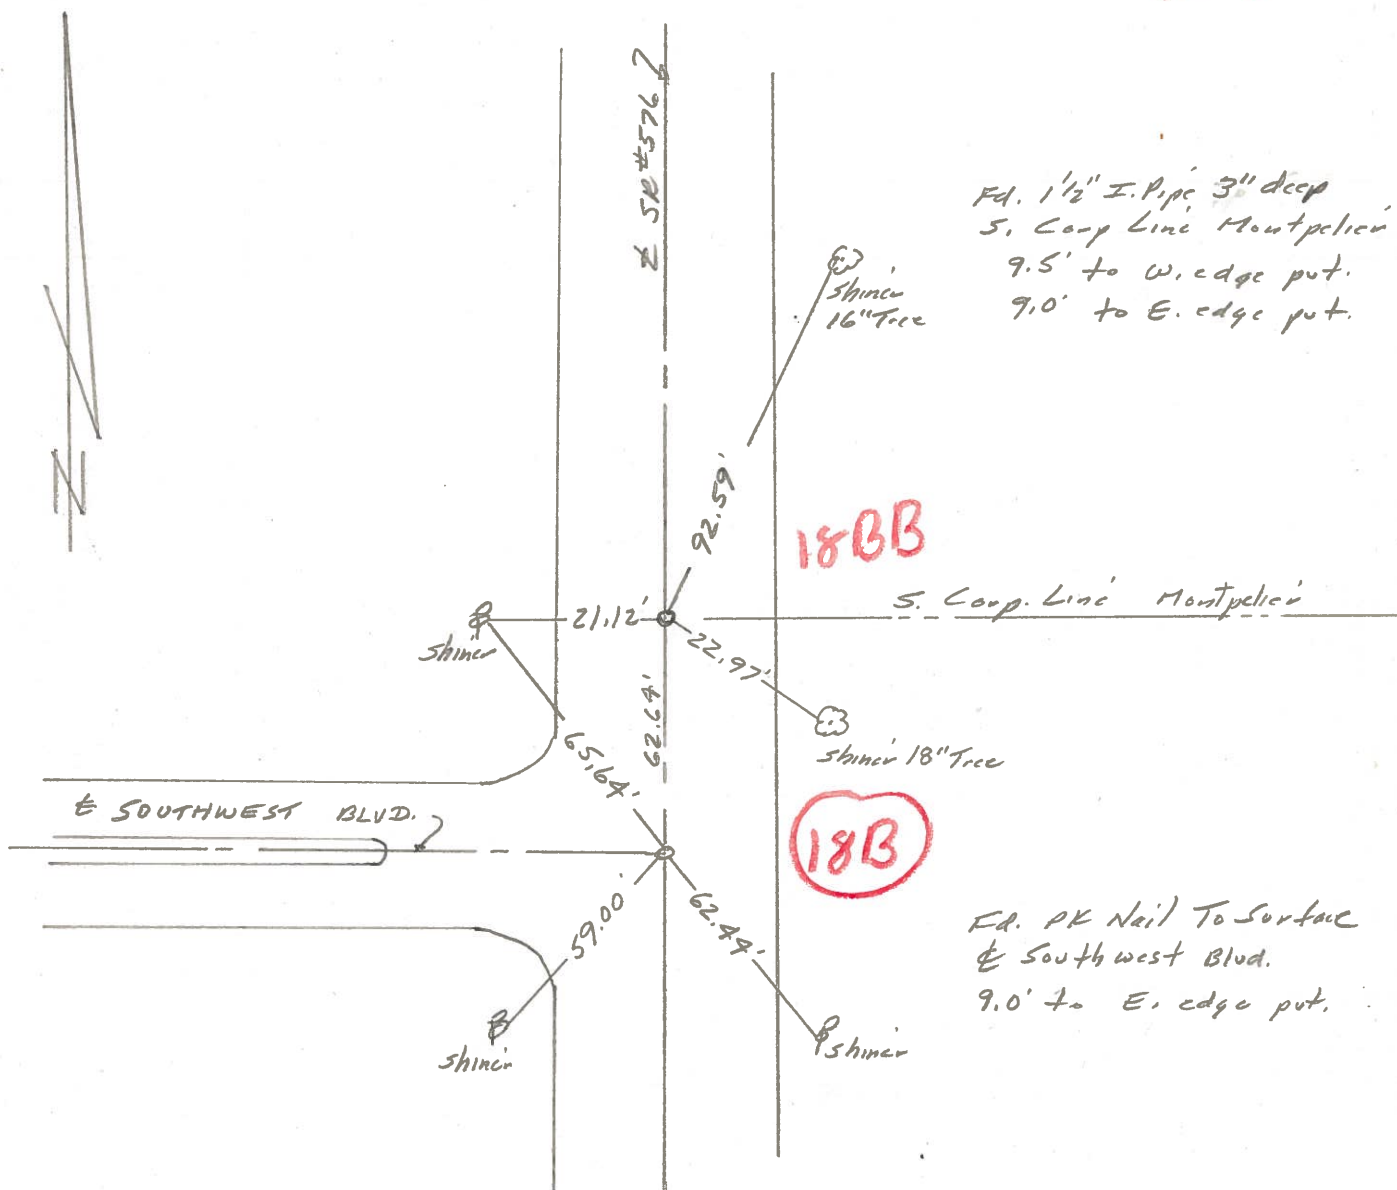 ℄ SR #576
Fd. 1 1/2" I. Pipe 3" deep
S. Corp Line Montpelier
9.5' to W. edge pvt.
9.0' to E. edge pvt.
shiner
16" Tree
92.59'
N
18BB
S. Corp. Line Montpelier
21.12'
shiner
22.97'
62.64'
65.64'
shiner 18" Tree
℄ SOUTHWEST BLVD.
18B
59.00'
62.44'
Fd. PK Nail To Surface
℄ Southwest Blvd.
9.0' to E. edge pvt.
shiner
shiner